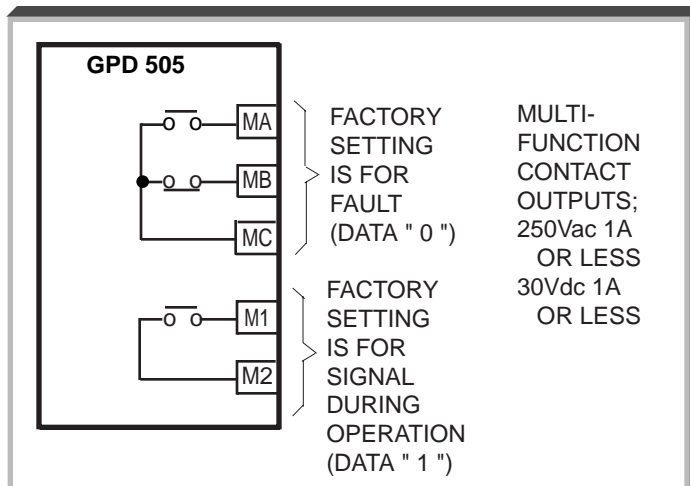 GPD 505
MA
MB
MC
FACTORY
SETTING
IS FOR
FAULT
(DATA " 0 ")
M1
M2
FACTORY
SETTING
IS FOR
SIGNAL
DURING
OPERATION
(DATA " 1 ")
MULTI-
FUNCTION
CONTACT
OUTPUTS;
250Vac 1A
OR LESS
30Vdc 1A
OR LESS